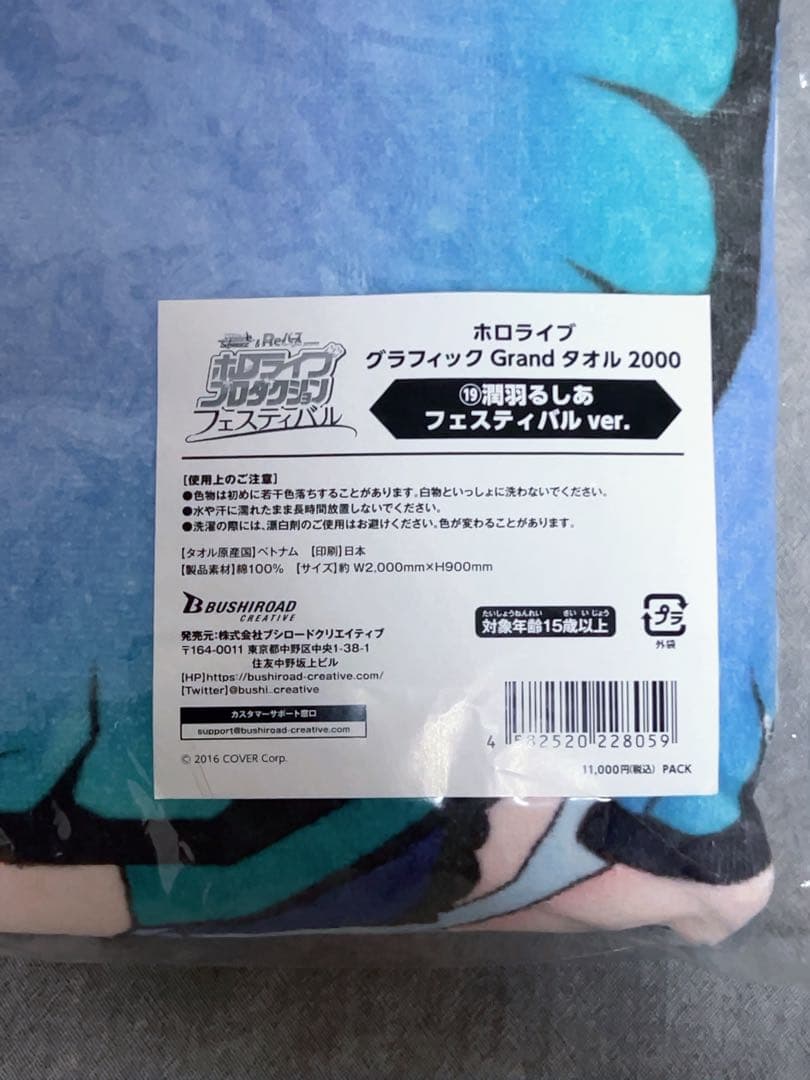 & Reバース
ホロライブ
プロダクション
フェスティバル
ホロライブ
グラフィック Grand タオル 2000
⑲潤羽るしあ
フェスティバル ver.
【使用上のご注意】
●色物は初めに若干色落ちすることがあります。白物といっしょに洗わないでください。
●水や汗に濡れたまま長時間放置しないでください。
●洗濯の際には、漂白剤のご使用はお避けください。色が変わることがあります。
【タオル原産国】ベトナム 【印刷】日本
【製品素材】綿100% 【サイズ】約 W2,000mm×H900mm
BUSHIROAD
CREATIVE
発売元:株式会社ブシロードクリエイティブ
〒164-0011 東京都中野区中央1-38-1
住友中野坂上ビル
[HP]https://bushiroad-creative.com/
[Twitter]@bushi_creative
カスタマーサポート窓口
support@bushiroad-creative.com
© 2016 COVER Corp.
たいしょうねんれい さい いじょう
対象年齢15歳以上
プラ
外袋
4 582520 228059
11,000円(税込) PACK